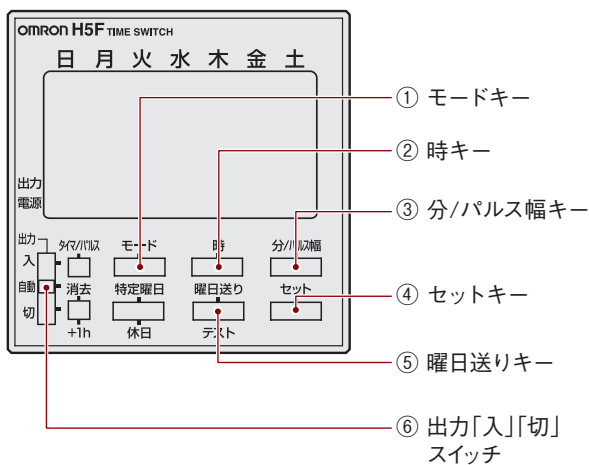 OMRON H5F TIME SWITCH
日 月 火 水 木 金 土
① モードキー
② 時キー
出力
電源
③ 分/パルス幅キー
出力
タイマ/パルス モード 時 分/パルス幅
入
自動 消去 特定曜日 曜日送り セット
④ セットキー
切
+1h 休日 テスト
⑤ 曜日送りキー
⑥ 出力「入」「切」
スイッチ